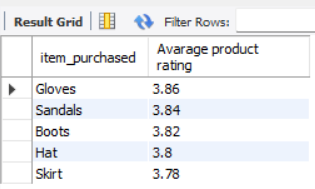 Result Grid Filter Rows:
item_purchased Avarage product
rating
Gloves 3.86
Sandals 3.84
Boots 3.82
Hat 3.8
Skirt 3.78